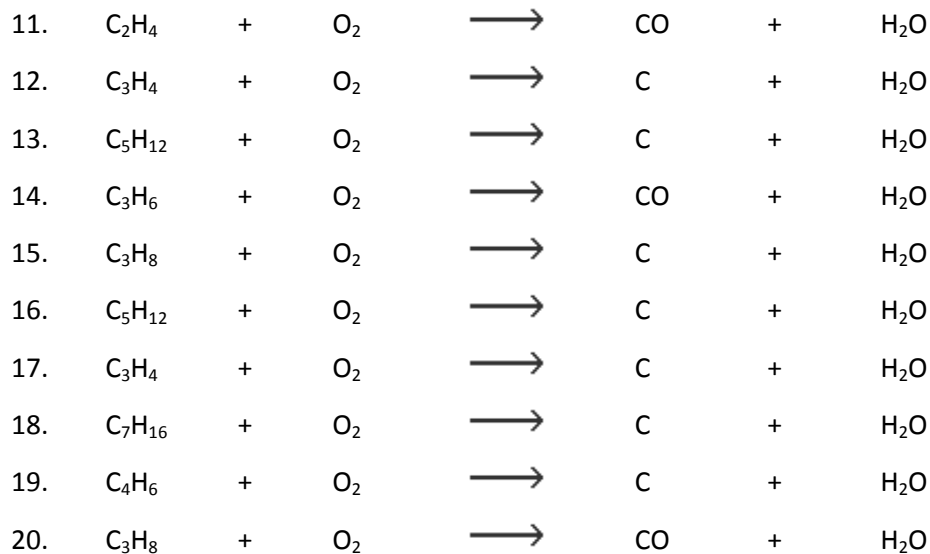 11. C₂H₄ + O₂ ⟶ CO + H₂O
12. C₃H₄ + O₂ ⟶ C + H₂O
13. C₅H₁₂ + O₂ ⟶ C + H₂O
14. C₃H₆ + O₂ ⟶ CO + H₂O
15. C₃H₈ + O₂ ⟶ C + H₂O
16. C₅H₁₂ + O₂ ⟶ C + H₂O
17. C₃H₄ + O₂ ⟶ C + H₂O
18. C₇H₁₆ + O₂ ⟶ C + H₂O
19. C₄H₆ + O₂ ⟶ C + H₂O
20. C₃H₈ + O₂ ⟶ CO + H₂O